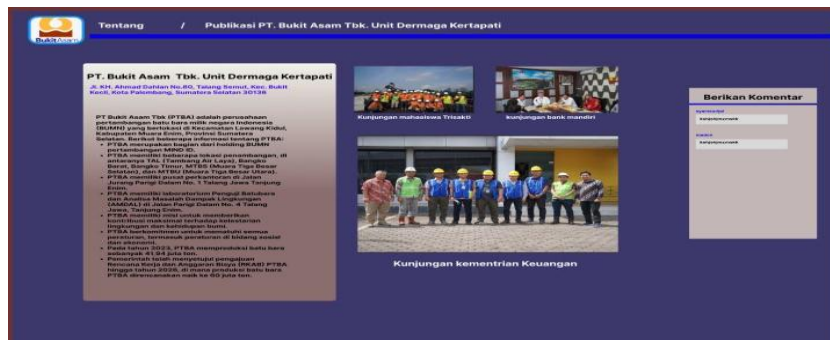 BukitAsam
Tentang / Publikasi PT. Bukit Asam Tbk. Unit Dermaga Kertapati
PT. Bukit Asam Tbk. Unit Dermaga Kertapati
Jl. KH. Ahmad Dahlan No.80, Talang Semut, Kec. Bukit
Kecil, Kota Palembang, Sumatera Selatan 30138
PT Bukit Asam Tbk (PTBA) adalah perusahaan
pertambangan batu bara milik negara Indonesia
(BUMN) yang berlokasi di Kecamatan Lawang Kidul,
Kabupaten Muara Enim, Provinsi Sumatera
Selatan. Berikut beberapa informasi tentang PTBA:
• PTBA merupakan bagian dari holding BUMN
pertambangan MIND ID.
• PTBA memiliki beberapa lokasi penambangan, di
antaranya TAL (Tambang Air Laya), Bangko
Barat, Bangko Timur, MTBS (Muara Tiga Besar
Selatan), dan MTBU (Muara Tiga Besar Utara).
• PTBA memiliki pusat perkantoran di Jalan
Jurang Parigi Dalam No. 1 Talang Jawa Tanjung
Enim.
• PTBA memiliki laboratorium Penguji Batubara
dan Analisa Masalah Dampak Lingkungan
(AMDAL) di Jalan Parigi Dalam No. 4 Talang
Jawa, Tanjung Enim.
• PTBA memiliki misi untuk memberikan
kontribusi maksimal terhadap kelestarian
lingkungan dan kehidupan bumi.
• PTBA berkomitmen untuk mematuhi semua
peraturan, termasuk peraturan di bidang sosial
dan ekonomi.
• Pada tahun 2023, PTBA memproduksi batu bara
sebanyak 41,94 juta ton.
• Pemerintah telah menyetujui pengajuan
Rencana Kerja dan Anggaran Biaya (RKAB) PTBA
hingga tahun 2026, di mana produksi batu bara
PTBA direncanakan naik ke 50 juta ton.
Kunjungan mahasiswa Trisakti
kunjungan bank mandiri
Kunjungan kementrian Keuangan
Berikan Komentar